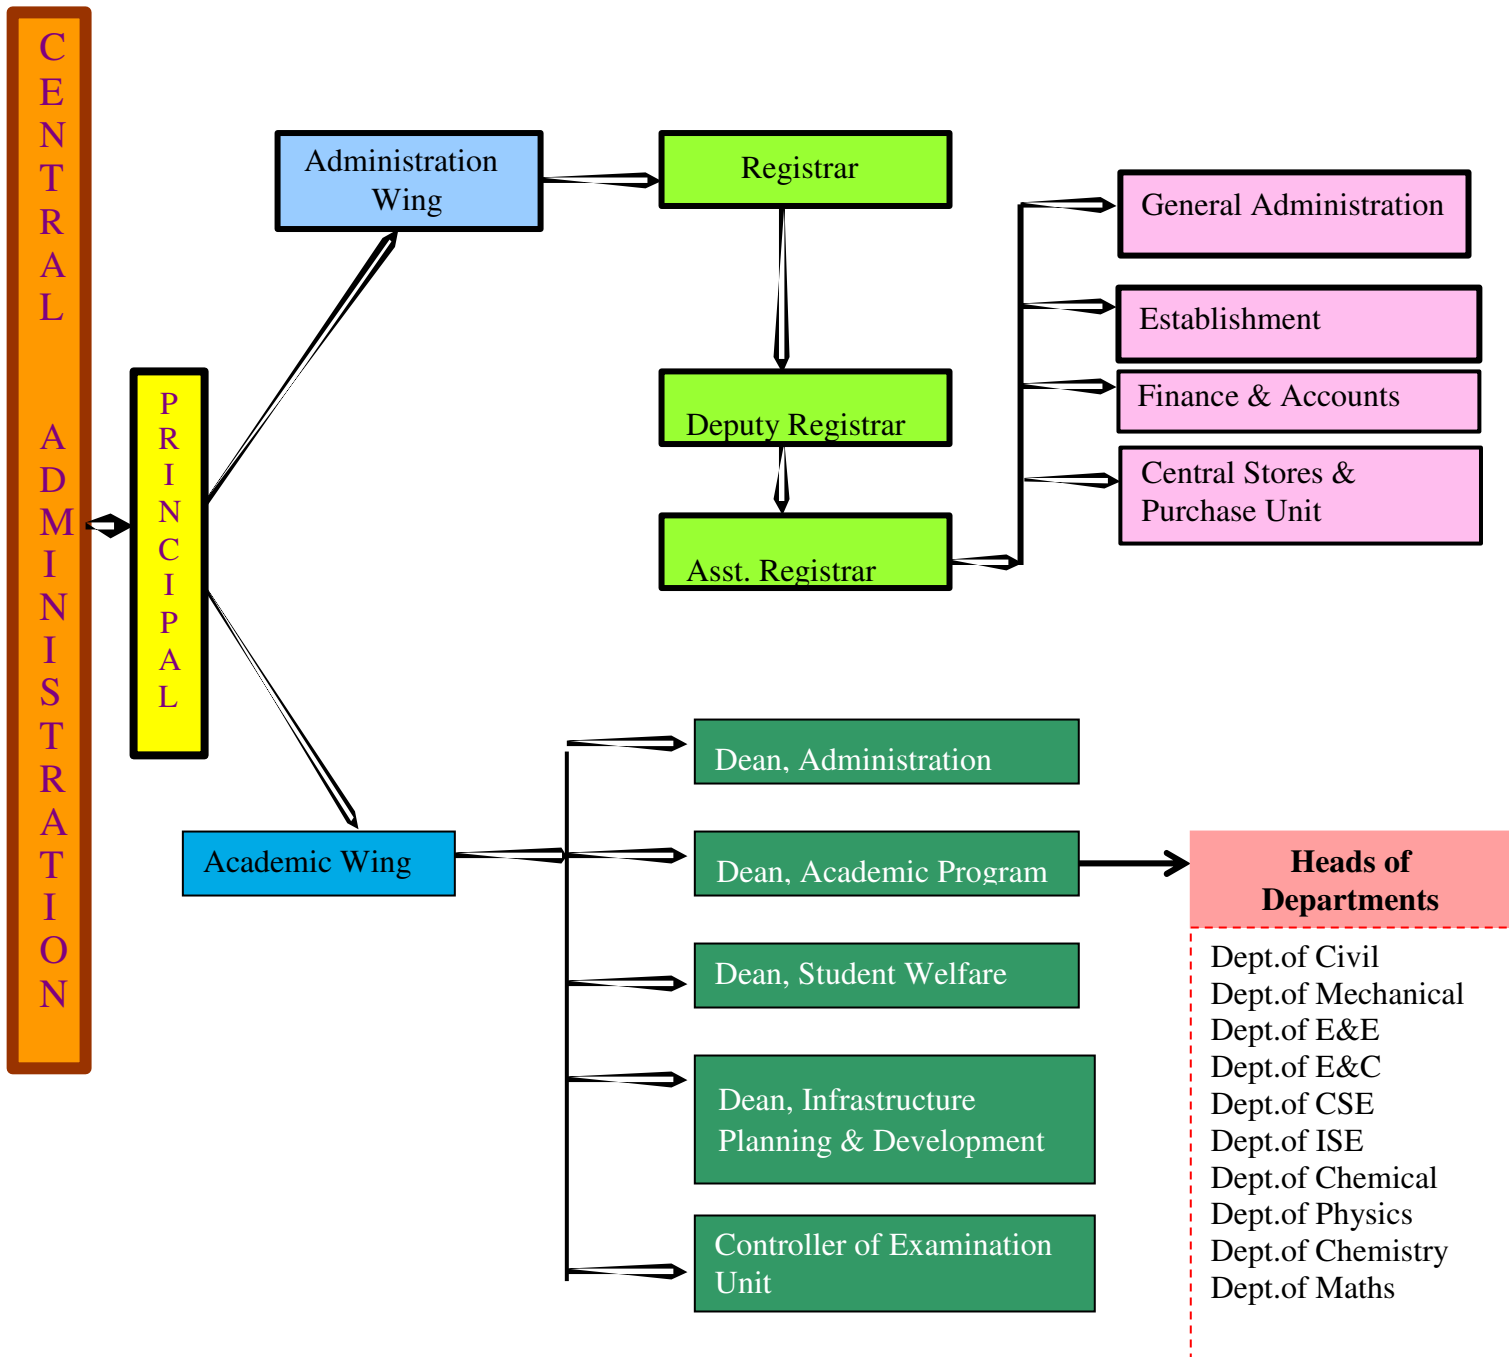 CENTRAL ADMINISTRATION
PRINCIPAL
Administration
Wing
Registrar
Deputy Registrar
Asst. Registrar
General Administration
Establishment
Finance & Accounts
Central Stores &
Purchase Unit
Academic Wing
Dean, Administration
Dean, Academic Program
Dean, Student Welfare
Dean, Infrastructure
Planning & Development
Controller of Examination
Unit
Heads of
Departments
Dept.of Civil
Dept.of Mechanical
Dept.of E&E
Dept.of E&C
Dept.of CSE
Dept.of ISE
Dept.of Chemical
Dept.of Physics
Dept.of Chemistry
Dept.of Maths